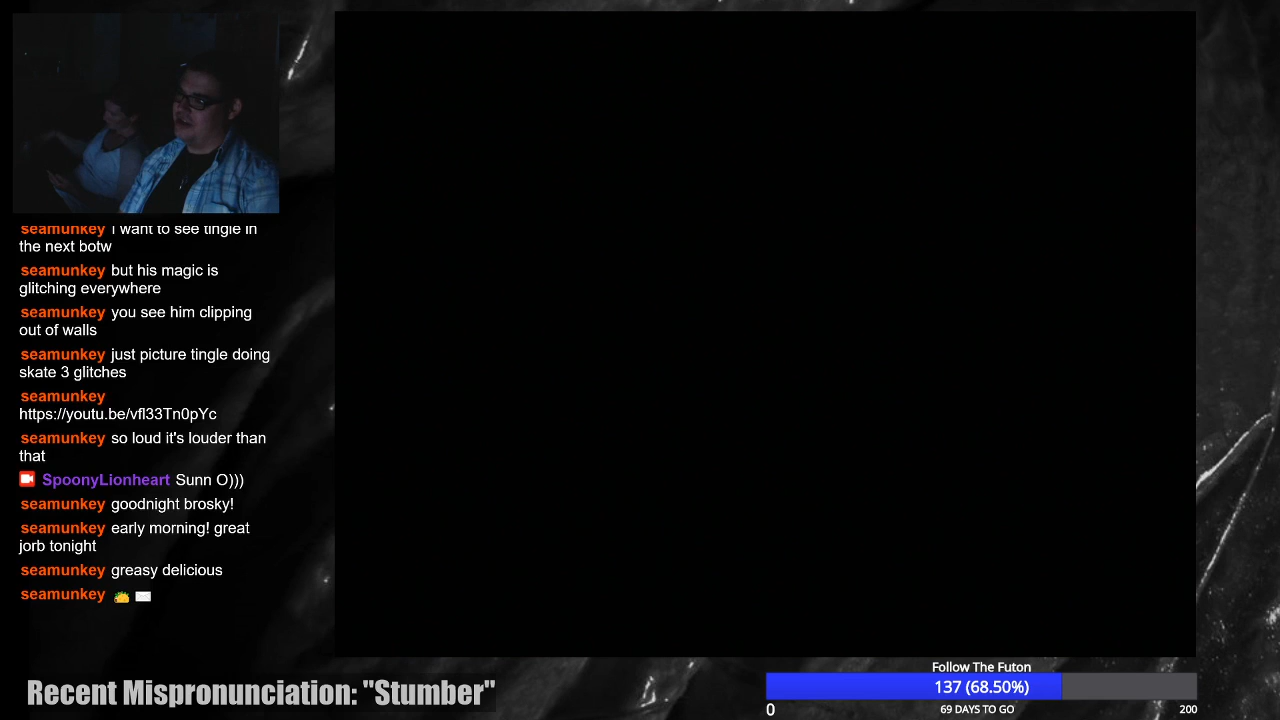 seamunkey I want to see tingle in
the next botw
seamunkey but his magic is
glitching everywhere
seamunkey you see him clipping
out of walls
seamunkey just picture tingle doing
skate 3 glitches
seamunkey
https://youtu.be/vfl33Tn0pYc
seamunkey so loud it's louder than
that
SpoonyLionheart Sunn O)))
seamunkey goodnight brosky!
seamunkey early morning! great
jorb tonight
seamunkey greasy delicious
seamunkey 🌮 ✉️
Recent Mispronunciation: "Stumber"
Follow The Futon
137 (68.50%)
0
69 DAYS TO GO
200